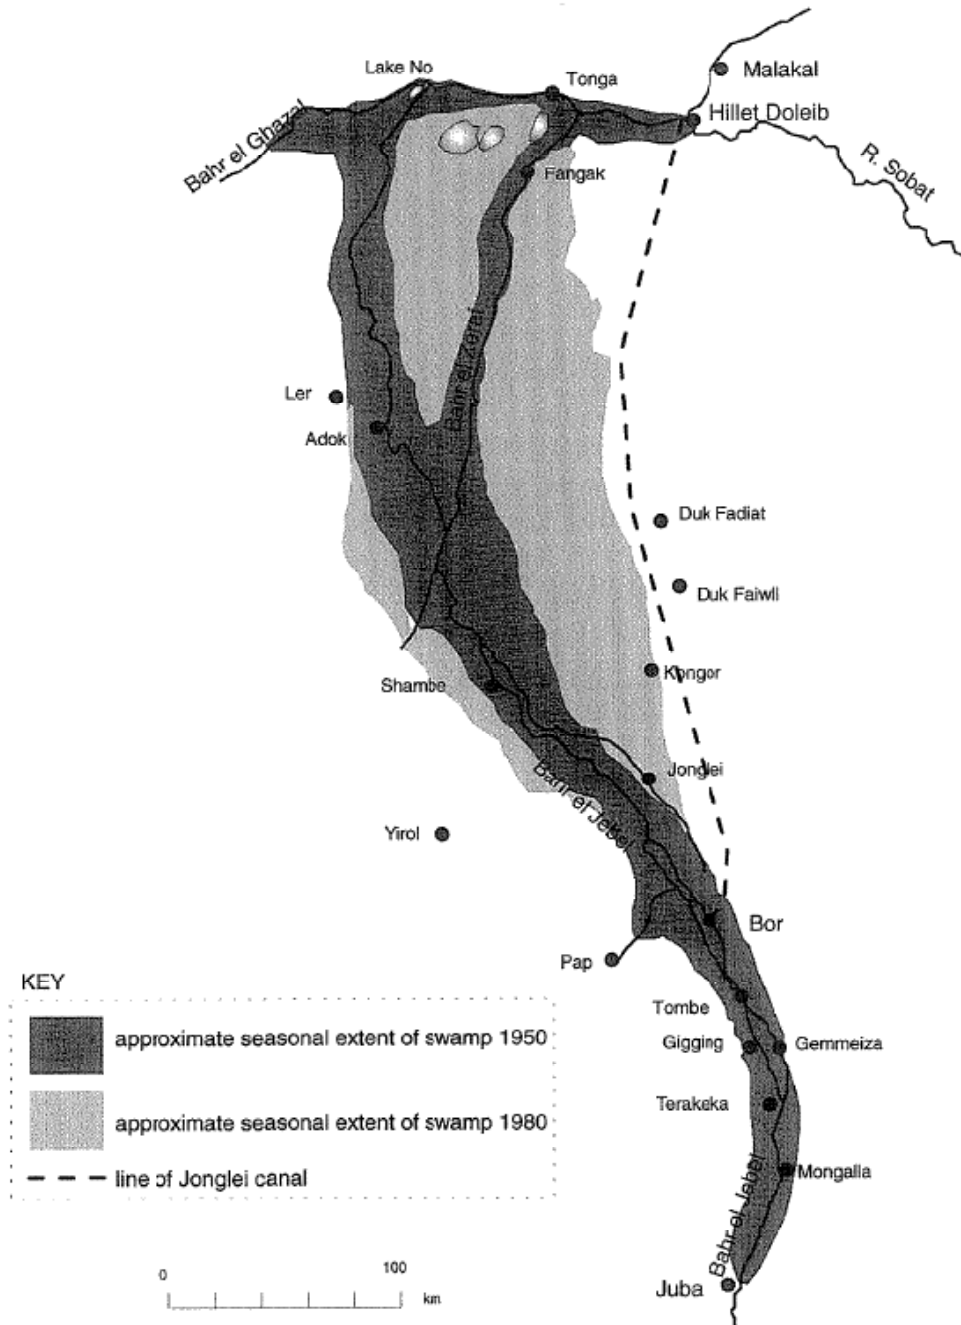 Lake No
Tonga
Malakal
Hillet Doleib
Bahr el Ghazal
R. Sobat
Fangak
Bahr el Zeraf
Ler
Adok
Duk Fadiat
Duk Faiwil
Kongor
Shambe
Jonglei
Bahr el Jebel
Yirol
Bor
Pap
KEY
Tombe
approximate seasonal extent of swamp 1950
Gigging
Gemmeiza
Terakeka
approximate seasonal extent of swamp 1980
line of Jonglei canal
Mongalla
Bahr el Jebel
0
100
km
Juba